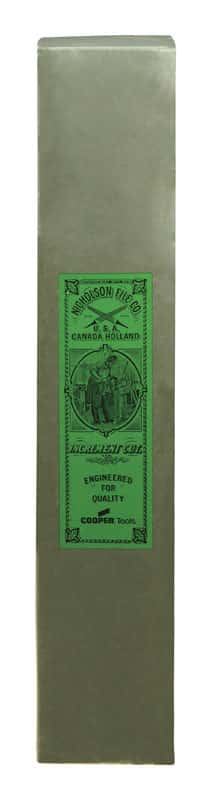 NICHOLSON FILE CO.
U.S.A.
CANADA HOLLAND
INCREMENT CUT.
ENGINEERED
FOR
QUALITY
COOPER Tools